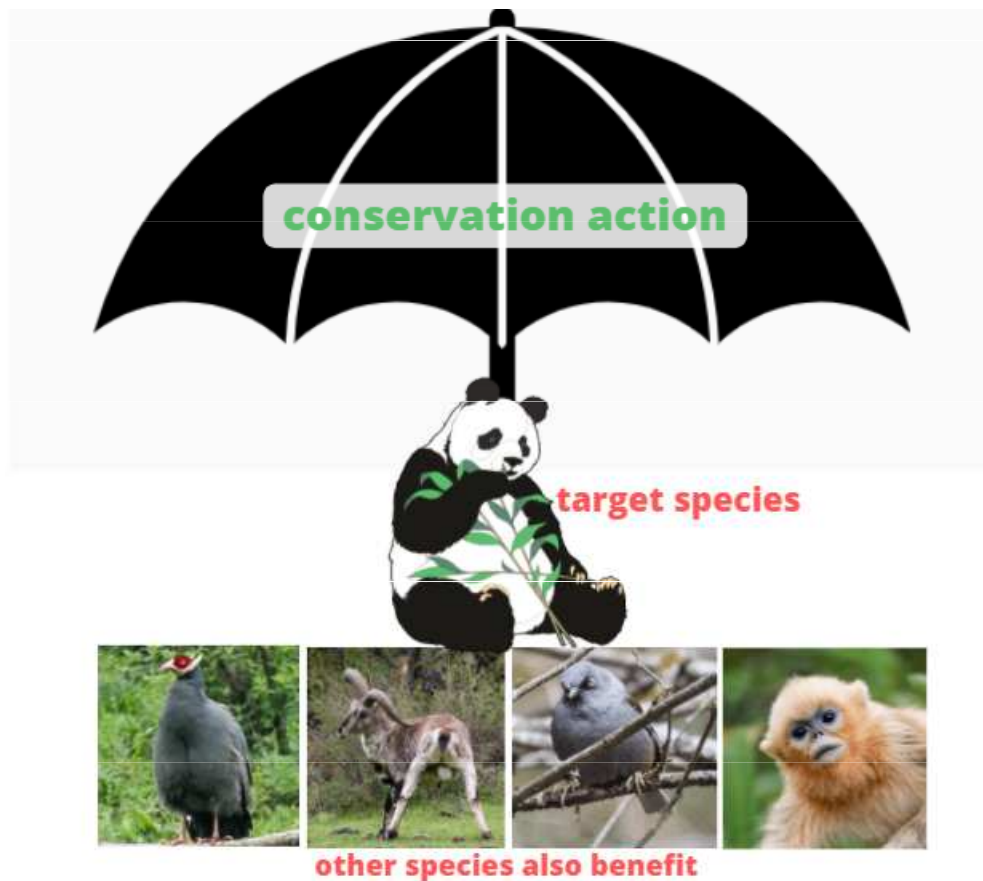 conservation action
target species
other species also benefit